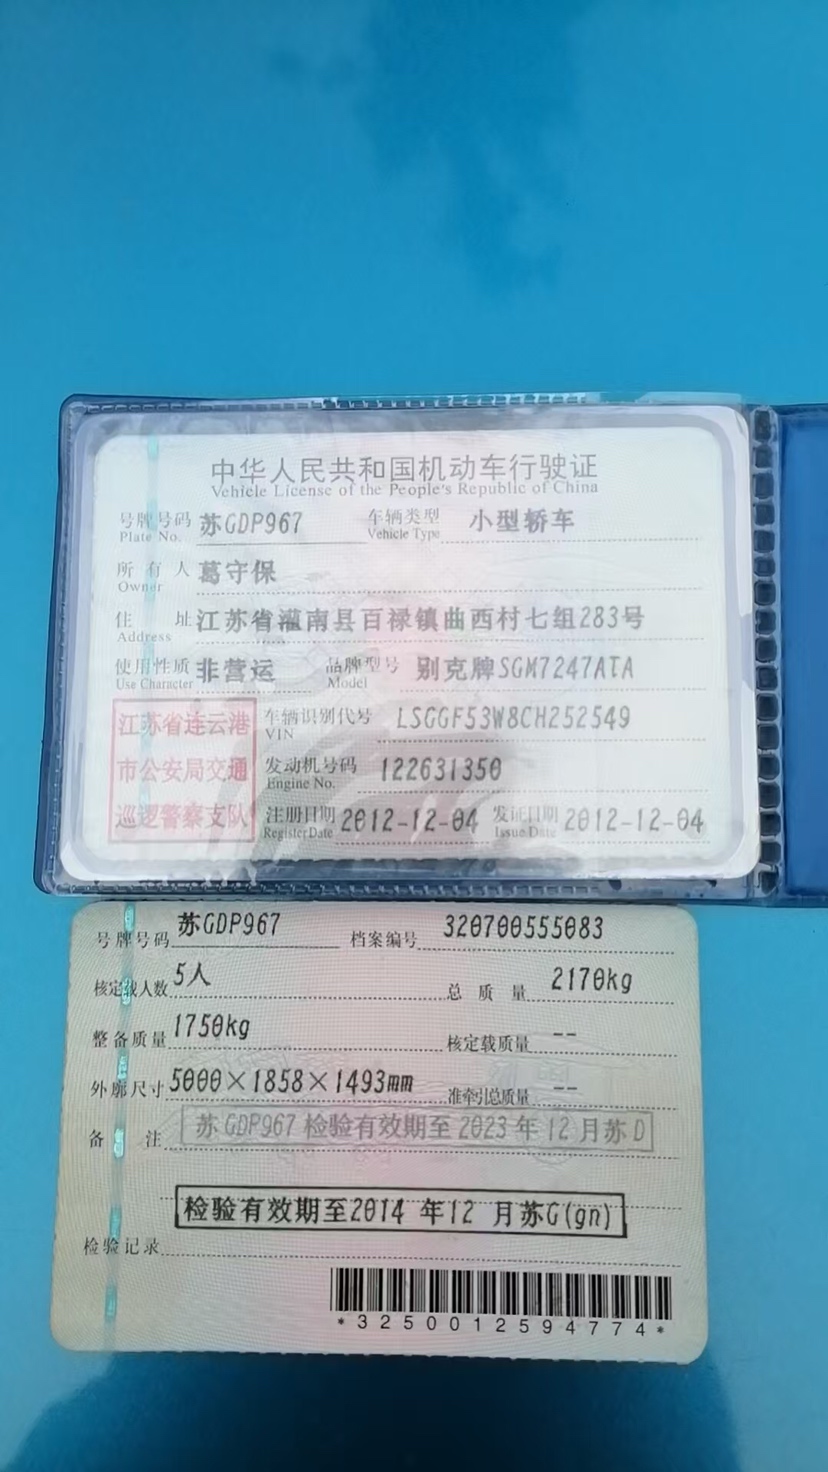 中华人民共和国机动车行驶证
Vehicle License of the People's Republic of China
号牌号码 苏GDP967 车辆类型 小型轿车
Plate No. Vehicle Type
所有人 葛守保
Owner
住址 江苏省灌南县百禄镇曲西村七组283号
Address
使用性质 非营运 品牌型号 别克牌SGM7247ATA
Use Character Model
江苏省连云港 车辆识别代号 LSGGF53W8CH252549
VIN
市公安局交通 发动机号码 122631350
Engine No.
巡逻警察支队 注册日期 2012-12-04 发证日期 2012-12-04
Register Date Issue Date
号牌号码 苏GDP967 档案编号 320700555083
核定载人数 5人 总质量 2170kg
整备质量 1750kg 核定载质量 --
外廓尺寸 5000×1858×1493mm 准牵引总质量 --
备注 苏GDP967 检验有效期至2023年12月苏D
检验有效期至2014 年12 月苏G(gn)
检验记录
*3250012594774*